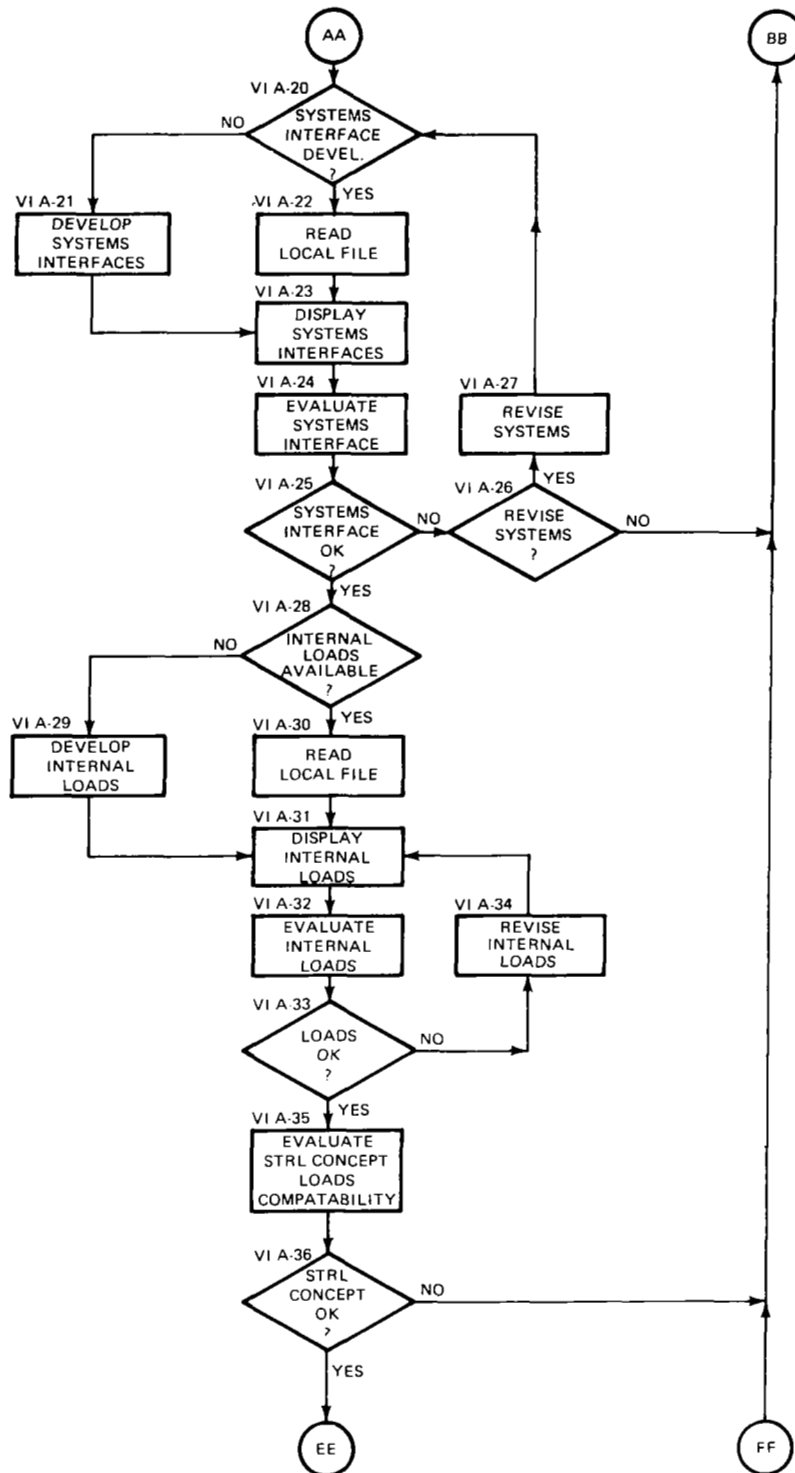 AA
BB
VI A-20
SYSTEMS
INTERFACE
DEVEL.
?
NO
YES
VI A-21
DEVELOP
SYSTEMS
INTERFACES
VI A-22
READ
LOCAL FILE
VI A-23
DISPLAY
SYSTEMS
INTERFACES
VI A-24
EVALUATE
SYSTEMS
INTERFACE
VI A-27
REVISE
SYSTEMS
YES
VI A-25
SYSTEMS
INTERFACE
OK
?
NO
YES
VI A-26
REVISE
SYSTEMS
?
NO
VI A-28
INTERNAL
LOADS
AVAILABLE
?
NO
YES
VI A-29
DEVELOP
INTERNAL
LOADS
VI A-30
READ
LOCAL FILE
VI A-31
DISPLAY
INTERNAL
LOADS
VI A-32
EVALUATE
INTERNAL
LOADS
VI A-34
REVISE
INTERNAL
LOADS
VI A-33
LOADS
OK
?
NO
YES
VI A-35
EVALUATE
STRL CONCEPT
LOADS
COMPATABILITY
VI A-36
STRL
CONCEPT
OK
?
NO
YES
EE
FF